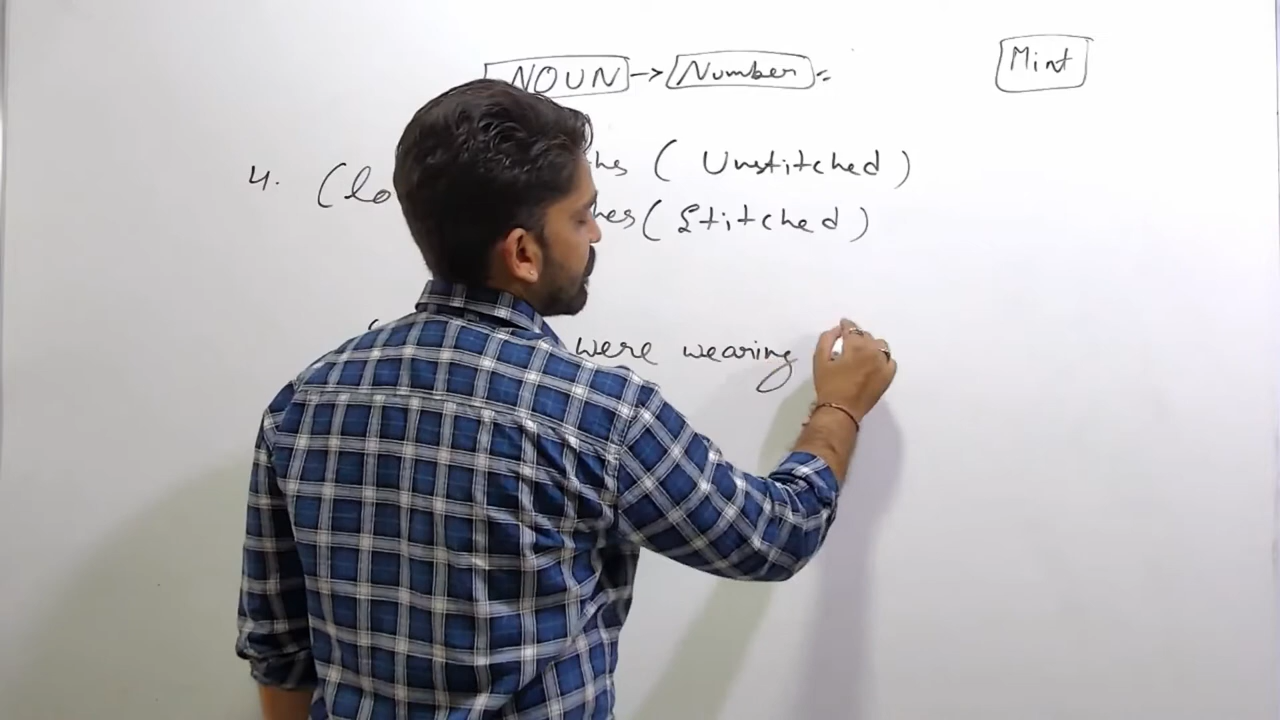 NOUN -> Number :-
Mint
4. (Unstitched)
(Stitched)
were wearing